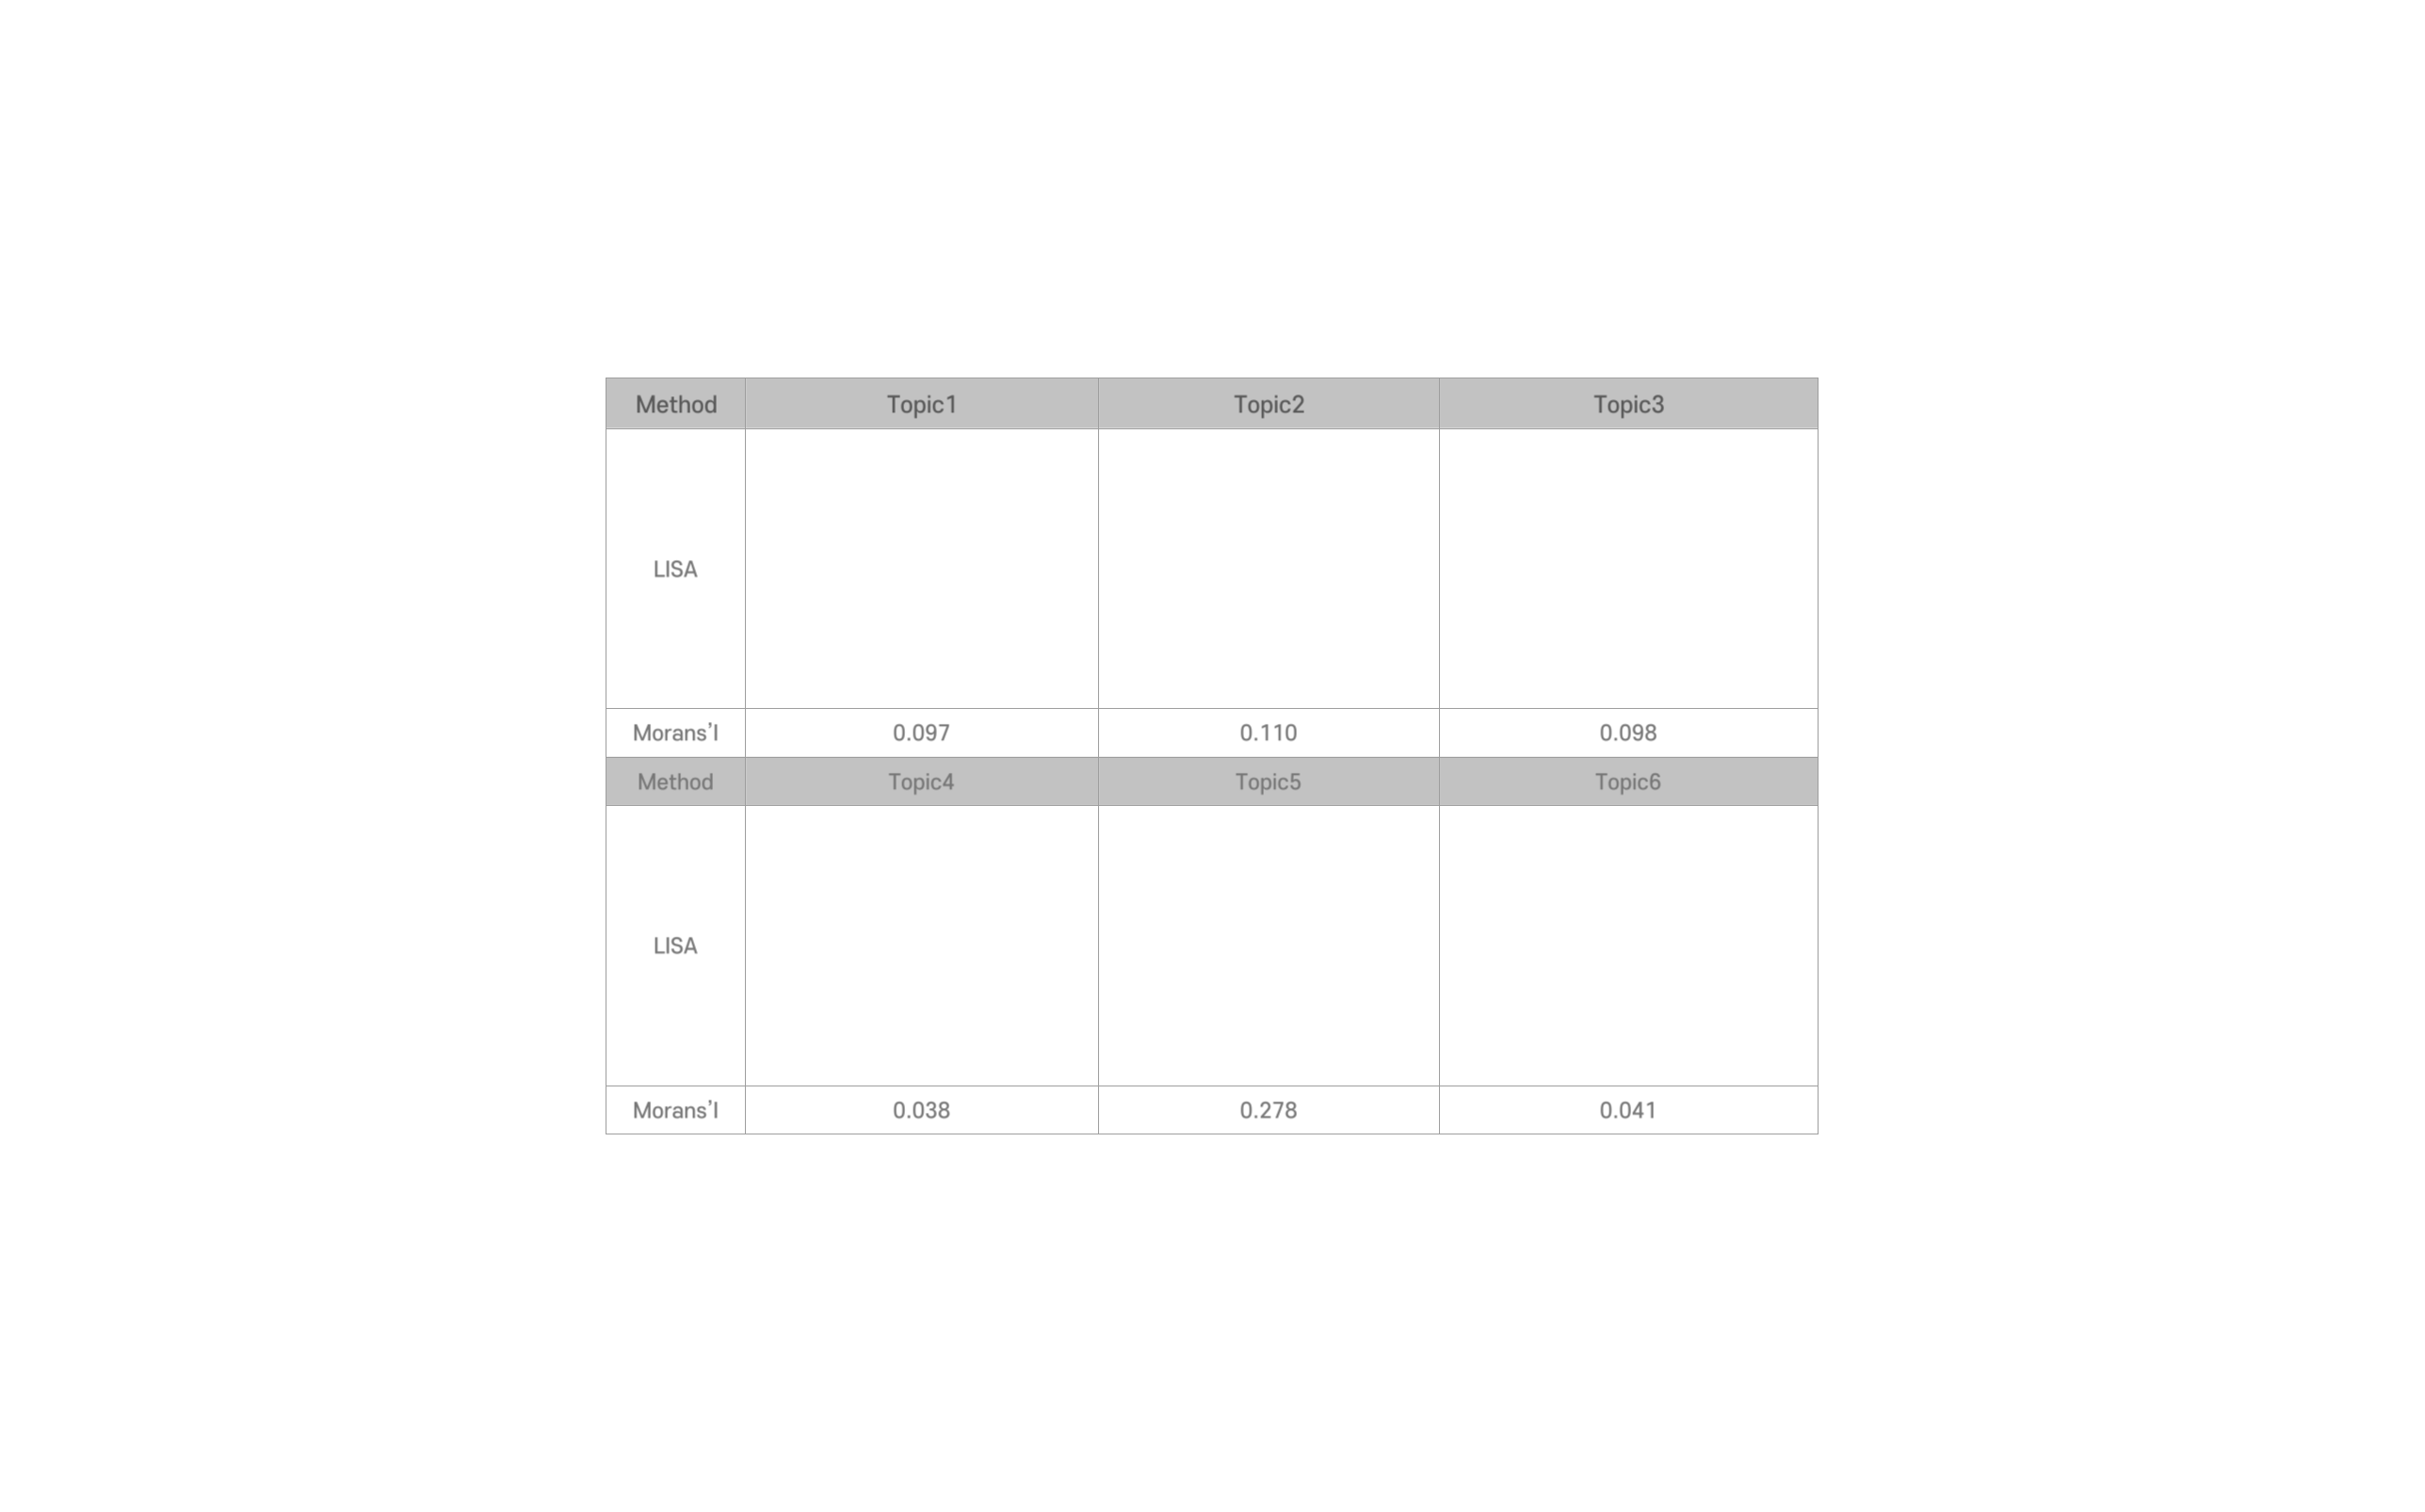 Method Topic1 Topic2 Topic3
LISA
Morans'I 0.097 0.110 0.098
Method Topic4 Topic5 Topic6
LISA
Morans'I 0.038 0.278 0.041